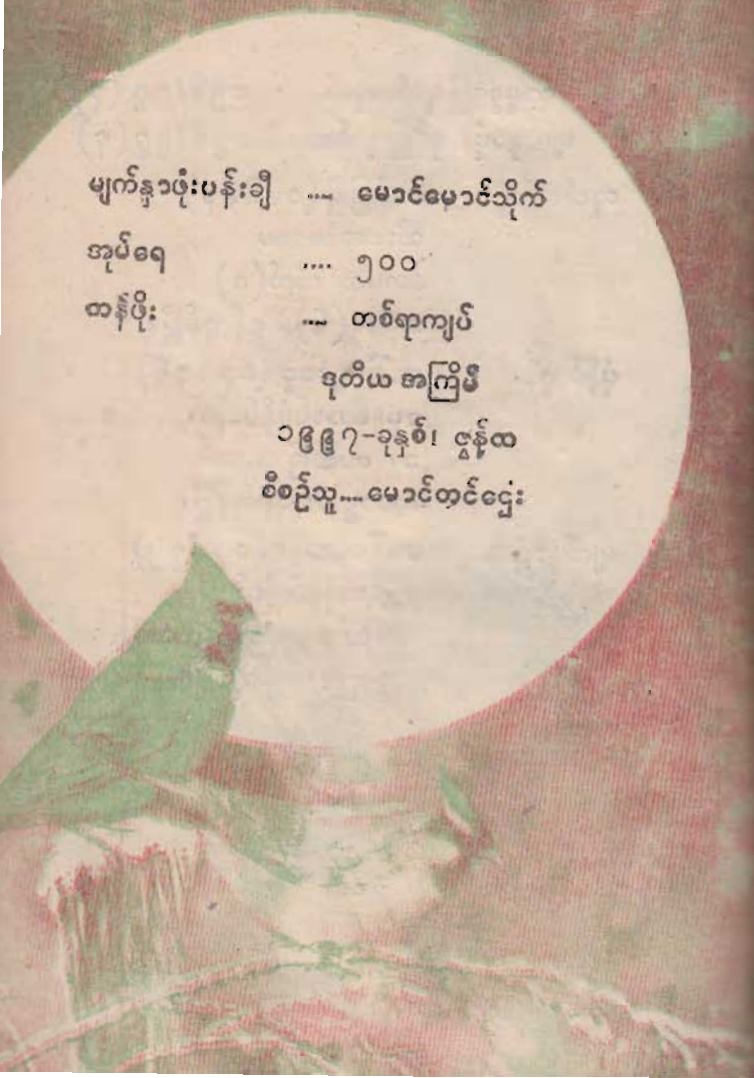 မျက်နှာဖုံးပန်းချီ .... မောင်မောင်သိုက်
အုပ်ရေ .... ၅၀၀
တန်ဖိုး .... တစ်ရာကျပ်
ဒုတိယ အကြိမ်
၁၉၉၇-ခုနှစ်၊ ဇွန်လ
စီစဉ်သူ....မောင်တင်ဌေး